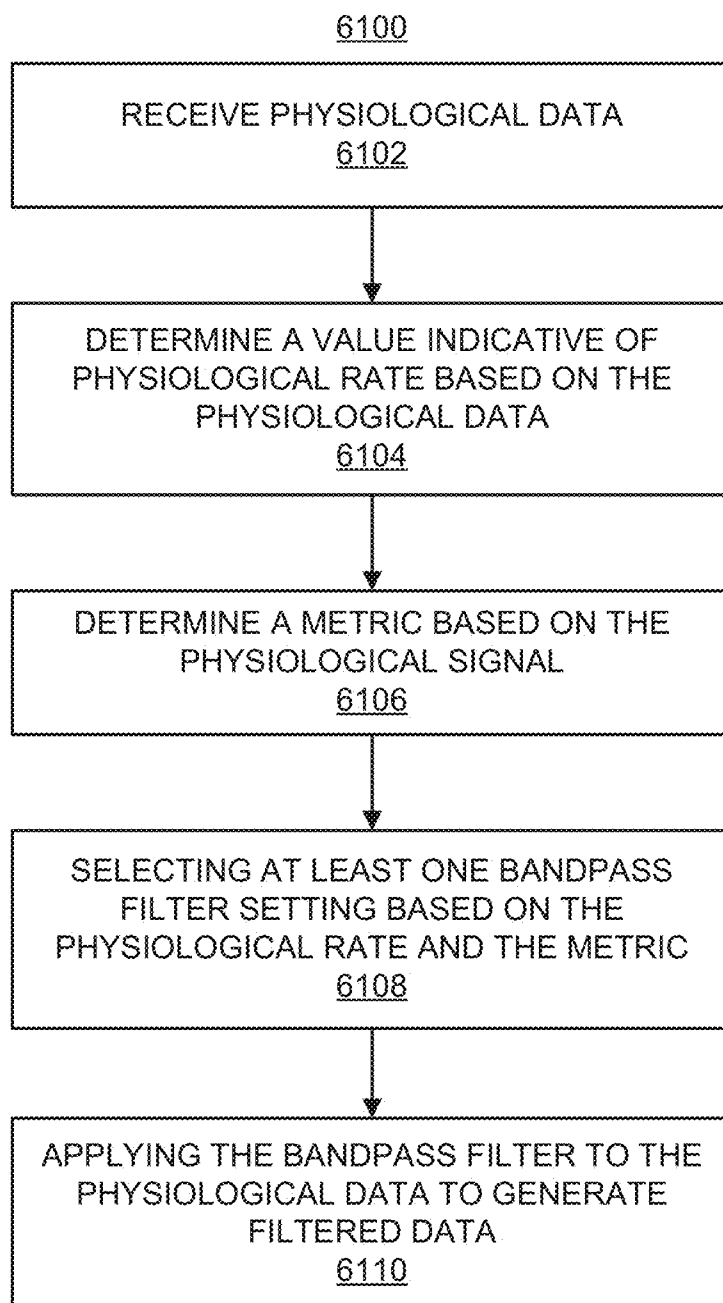 6100
RECEIVE PHYSIOLOGICAL DATA
6102
DETERMINE A VALUE INDICATIVE OF
PHYSIOLOGICAL RATE BASED ON THE
PHYSIOLOGICAL DATA
6104
DETERMINE A METRIC BASED ON THE
PHYSIOLOGICAL SIGNAL
6106
SELECTING AT LEAST ONE BANDPASS
FILTER SETTING BASED ON THE
PHYSIOLOGICAL RATE AND THE METRIC
6108
APPLYING THE BANDPASS FILTER TO THE
PHYSIOLOGICAL DATA TO GENERATE
FILTERED DATA
6110